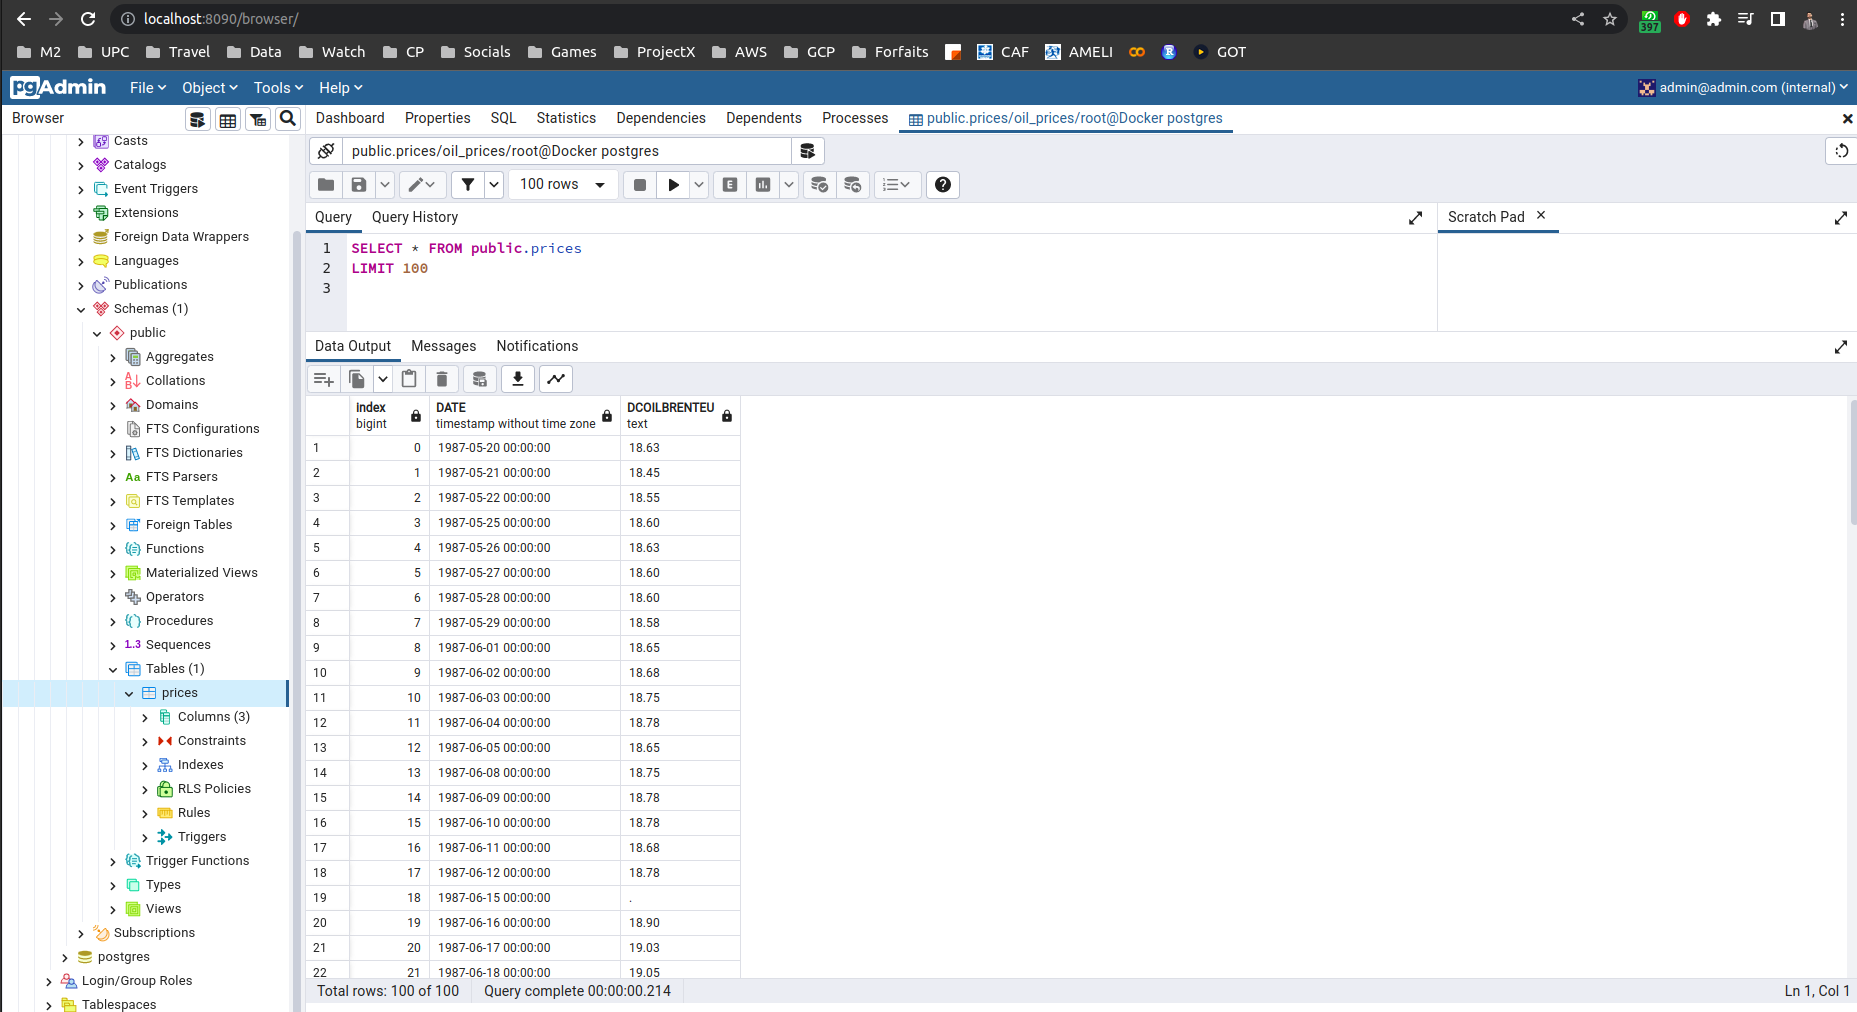 localhost:8090/browser/
397
M2 UPC Travel Data Watch CP Socials Games ProjectX AWS GCP Forfaits CAF AMELI GOT
pgAdmin File Object Tools Help admin@admin.com (internal)
Browser
Dashboard Properties SQL Statistics Dependencies Dependents Processes public.prices/oil_prices/root@Docker postgres
Casts
Catalogs
Event Triggers
Extensions
Foreign Data Wrappers
Languages
Publications
Schemas (1)
public
Aggregates
Collations
Domains
FTS Configurations
FTS Dictionaries
Aa FTS Parsers
FTS Templates
Foreign Tables
Functions
Materialized Views
Operators
Procedures
1..3 Sequences
Tables (1)
prices
Columns (3)
Constraints
Indexes
RLS Policies
Rules
Triggers
Trigger Functions
Types
Views
Subscriptions
postgres
Login/Group Roles
Tablespaces
public.prices/oil_prices/root@Docker postgres
100 rows E
Query Query History Scratch Pad
1 SELECT * FROM public.prices
2 LIMIT 100
3
Data Output Messages Notifications
index DATE DCOILBRENTEU
bigint timestamp without time zone text
1 0 1987-05-20 00:00:00 18.63
2 1 1987-05-21 00:00:00 18.45
3 2 1987-05-22 00:00:00 18.55
4 3 1987-05-25 00:00:00 18.60
5 4 1987-05-26 00:00:00 18.63
6 5 1987-05-27 00:00:00 18.60
7 6 1987-05-28 00:00:00 18.60
8 7 1987-05-29 00:00:00 18.58
9 8 1987-06-01 00:00:00 18.65
10 9 1987-06-02 00:00:00 18.68
11 10 1987-06-03 00:00:00 18.75
12 11 1987-06-04 00:00:00 18.78
13 12 1987-06-05 00:00:00 18.65
14 13 1987-06-08 00:00:00 18.75
15 14 1987-06-09 00:00:00 18.78
16 15 1987-06-10 00:00:00 18.78
17 16 1987-06-11 00:00:00 18.68
18 17 1987-06-12 00:00:00 18.78
19 18 1987-06-15 00:00:00 .
20 19 1987-06-16 00:00:00 18.90
21 20 1987-06-17 00:00:00 19.03
22 21 1987-06-18 00:00:00 19.05
Total rows: 100 of 100 Query complete 00:00:00.214 Ln 1, Col 1